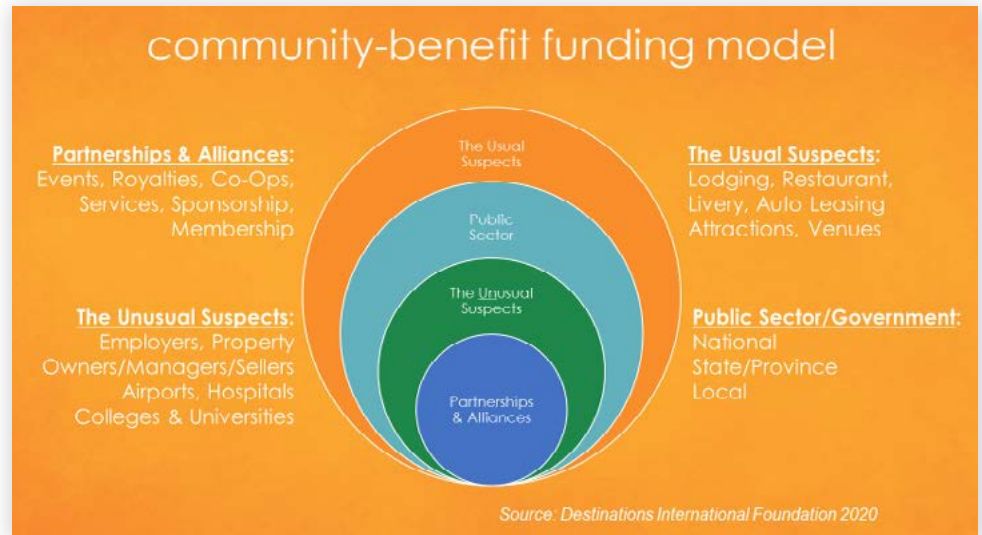 community-benefit funding model
Partnerships & Alliances:
Events, Royalties, Co-Ops,
Services, Sponsorship,
Membership
The Unusual Suspects:
Employers, Property
Owners/Managers/Sellers
Airports, Hospitals
Colleges & Universities
The Usual
Suspects
Public
Sector
The Unusual
Suspects
Partnerships
& Alliances
The Usual Suspects:
Lodging, Restaurant,
Livery, Auto Leasing
Attractions, Venues
Public Sector/Government:
National
State/Province
Local
Source: Destinations International Foundation 2020